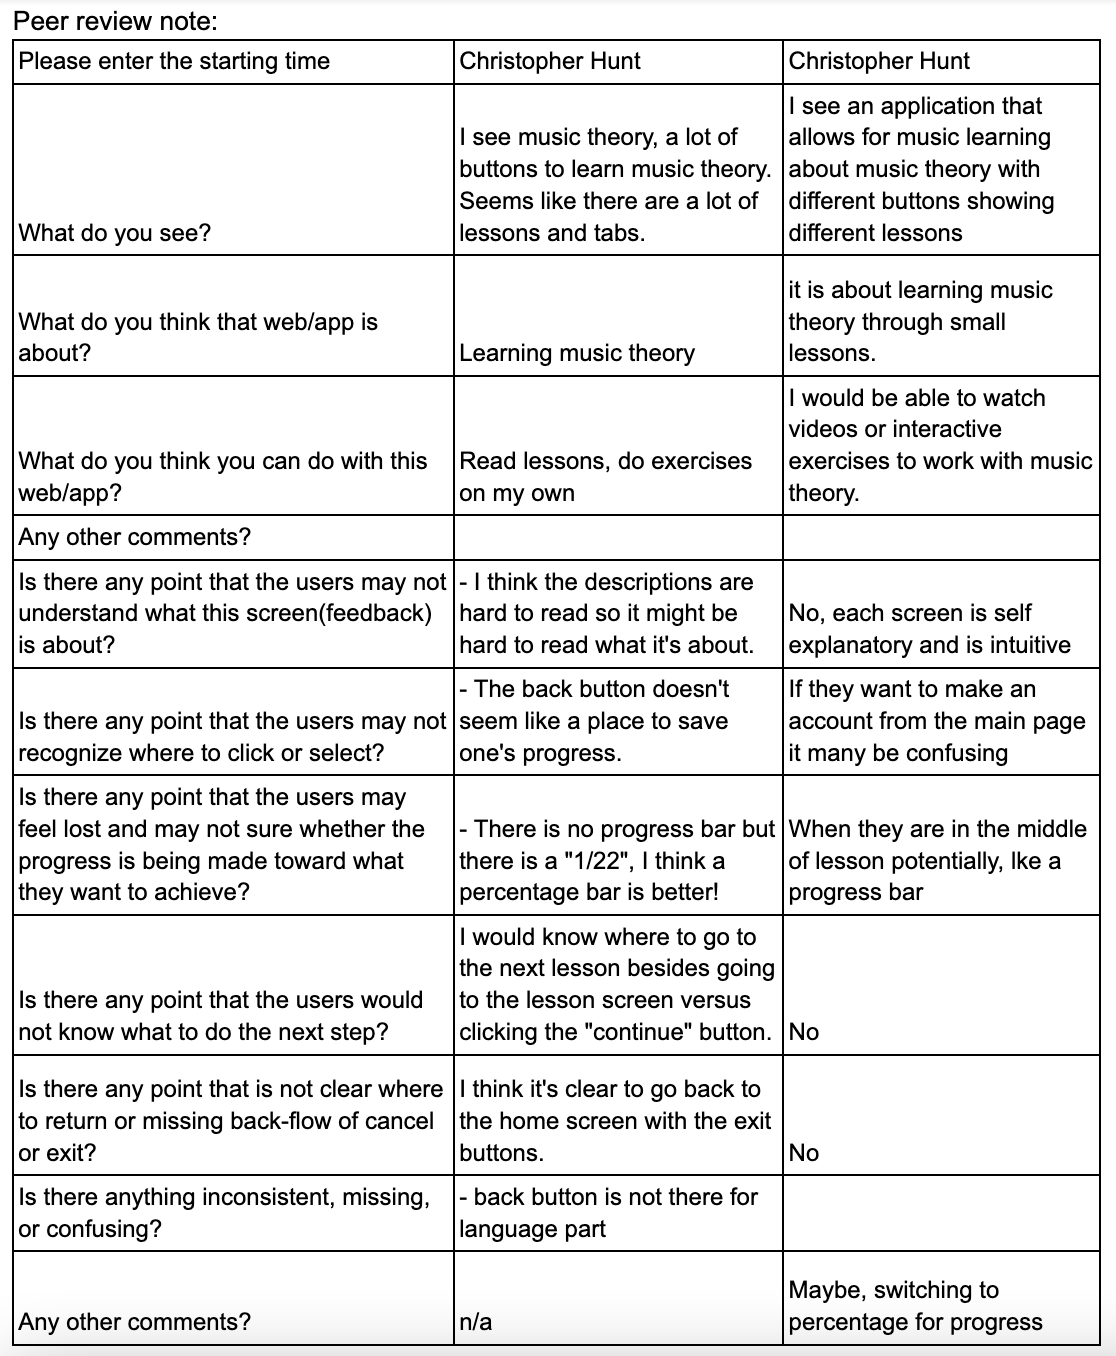 Peer review note:
Please enter the starting time
Christopher Hunt
Christopher Hunt
What do you see?
I see music theory, a lot of
buttons to learn music theory.
Seems like there are a lot of
lessons and tabs.
I see an application that
allows for music learning
about music theory with
different buttons showing
different lessons
What do you think that web/app is
about?
Learning music theory
it is about learning music
theory through small
lessons.
What do you think you can do with this
web/app?
Read lessons, do exercises
on my own
I would be able to watch
videos or interactive
exercises to work with music
theory.
Any other comments?
Is there any point that the users may not
understand what this screen(feedback)
is about?
- I think the descriptions are
hard to read so it might be
hard to read what it's about.
No, each screen is self
explanatory and is intuitive
Is there any point that the users may not
recognize where to click or select?
- The back button doesn't
seem like a place to save
one's progress.
If they want to make an
account from the main page
it many be confusing
Is there any point that the users may
feel lost and may not sure whether the
progress is being made toward what
they want to achieve?
- There is no progress bar but
there is a "1/22", I think a
percentage bar is better!
When they are in the middle
of lesson potentially, lke a
progress bar
Is there any point that the users would
not know what to do the next step?
I would know where to go to
the next lesson besides going
to the lesson screen versus
clicking the "continue" button.
No
Is there any point that is not clear where
to return or missing back-flow of cancel
or exit?
I think it's clear to go back to
the home screen with the exit
buttons.
No
Is there anything inconsistent, missing,
or confusing?
- back button is not there for
language part
Any other comments?
n/a
Maybe, switching to
percentage for progress